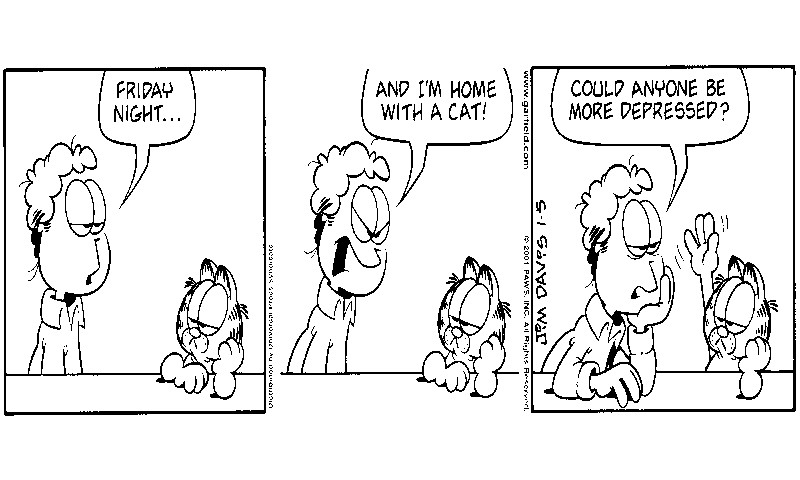 FRIDAY
NIGHT...
AND I'M HOME
WITH A CAT!
www.garfield.com
© 2001 PAWS, INC. All Rights Reserved.
COULD ANYONE BE
MORE DEPRESSED?
JIM DAVIS 1-5